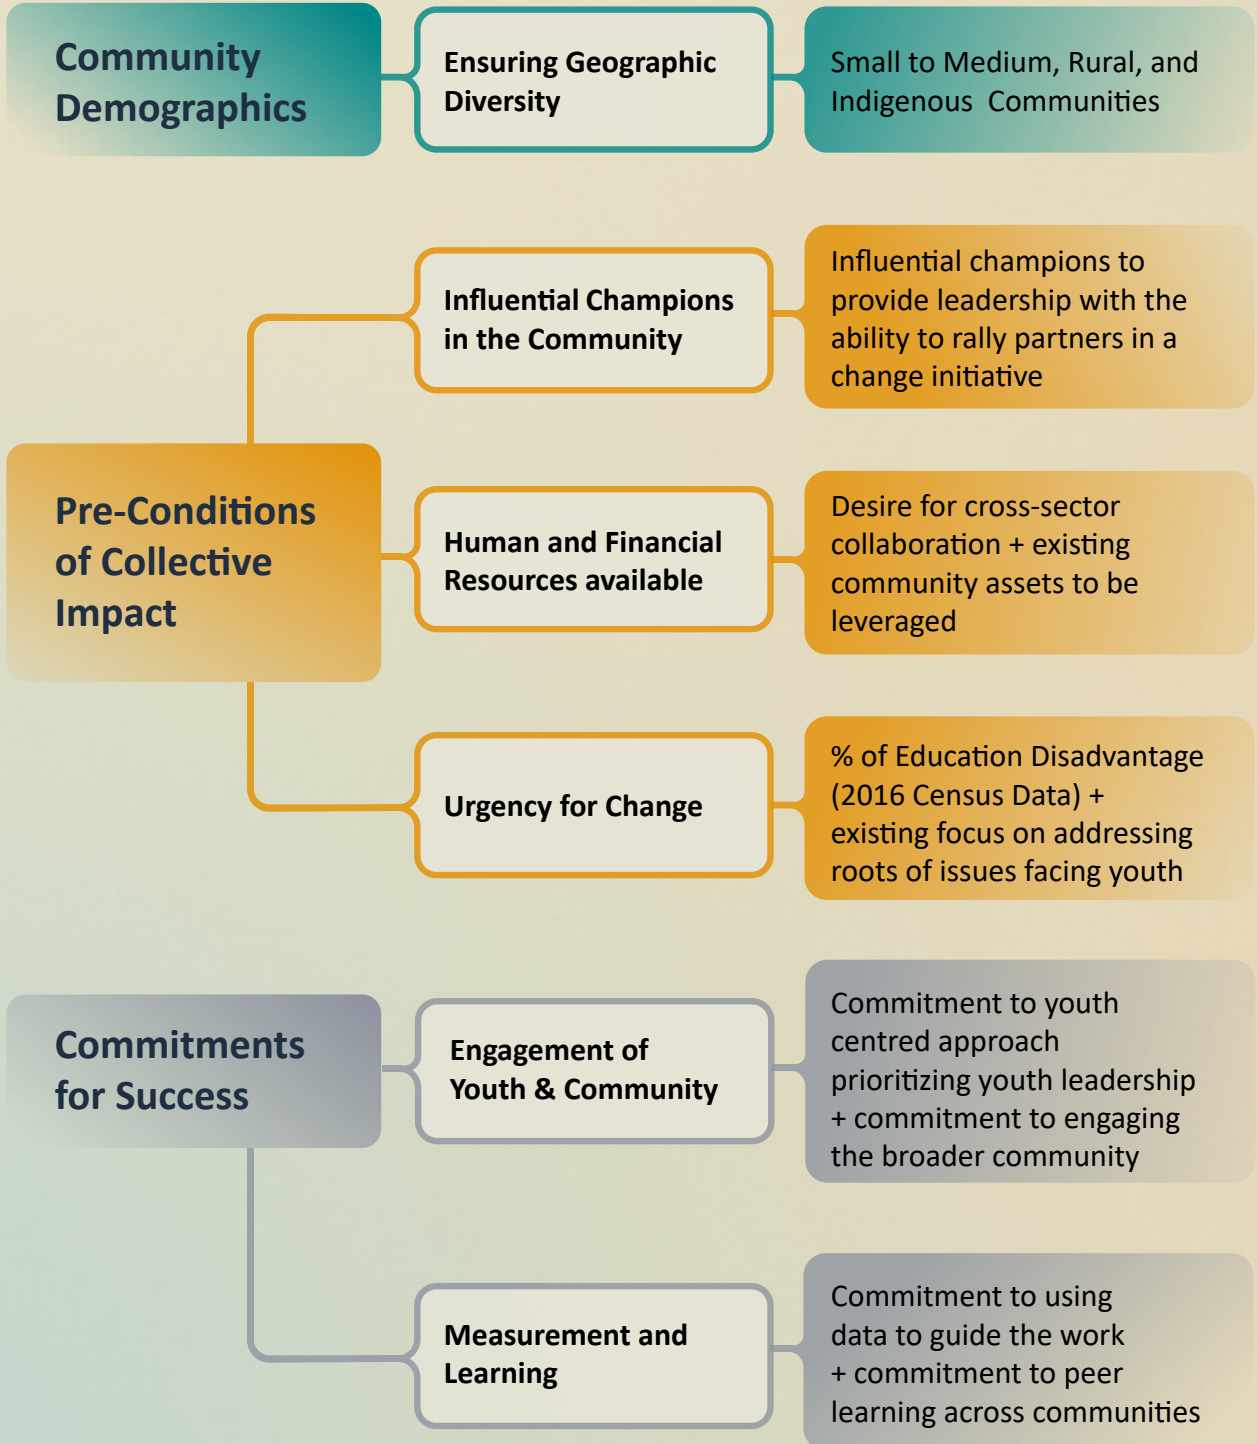 Community
Demographics
Ensuring Geographic
Diversity
Small to Medium, Rural, and
Indigenous Communities
Pre-Conditions
of Collective
Impact
Influential Champions
in the Community
Influential champions to
provide leadership with the
ability to rally partners in a
change initiative
Human and Financial
Resources available
Desire for cross-sector
collaboration + existing
community assets to be
leveraged
Urgency for Change
% of Education Disadvantage
(2016 Census Data) +
existing focus on addressing
roots of issues facing youth
Commitments
for Success
Engagement of
Youth & Community
Commitment to youth
centred approach
prioritizing youth leadership
+ commitment to engaging
the broader community
Measurement and
Learning
Commitment to using
data to guide the work
+ commitment to peer
learning across communities